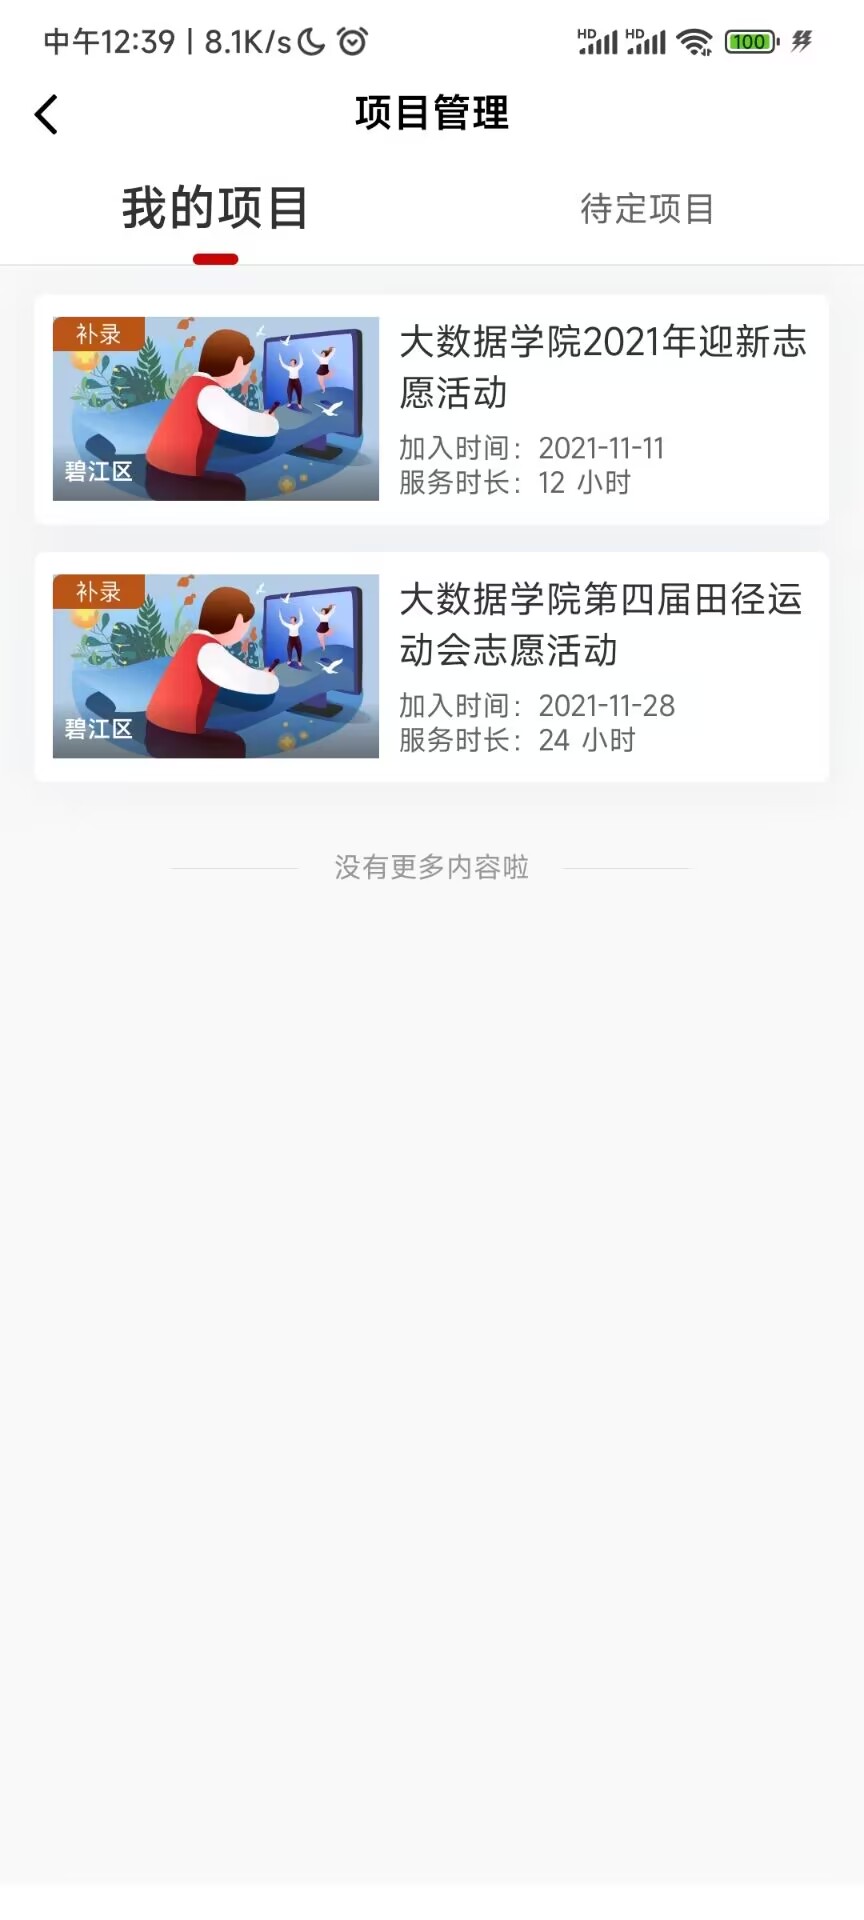 中午12:39 | 8.1K/s
HD HD 100
项目管理
我的项目
待定项目
补录
碧江区
大数据学院2021年迎新志
愿活动
加入时间：2021-11-11
服务时长：12 小时
补录
碧江区
大数据学院第四届田径运
动会志愿活动
加入时间：2021-11-28
服务时长：24 小时
没有更多内容啦